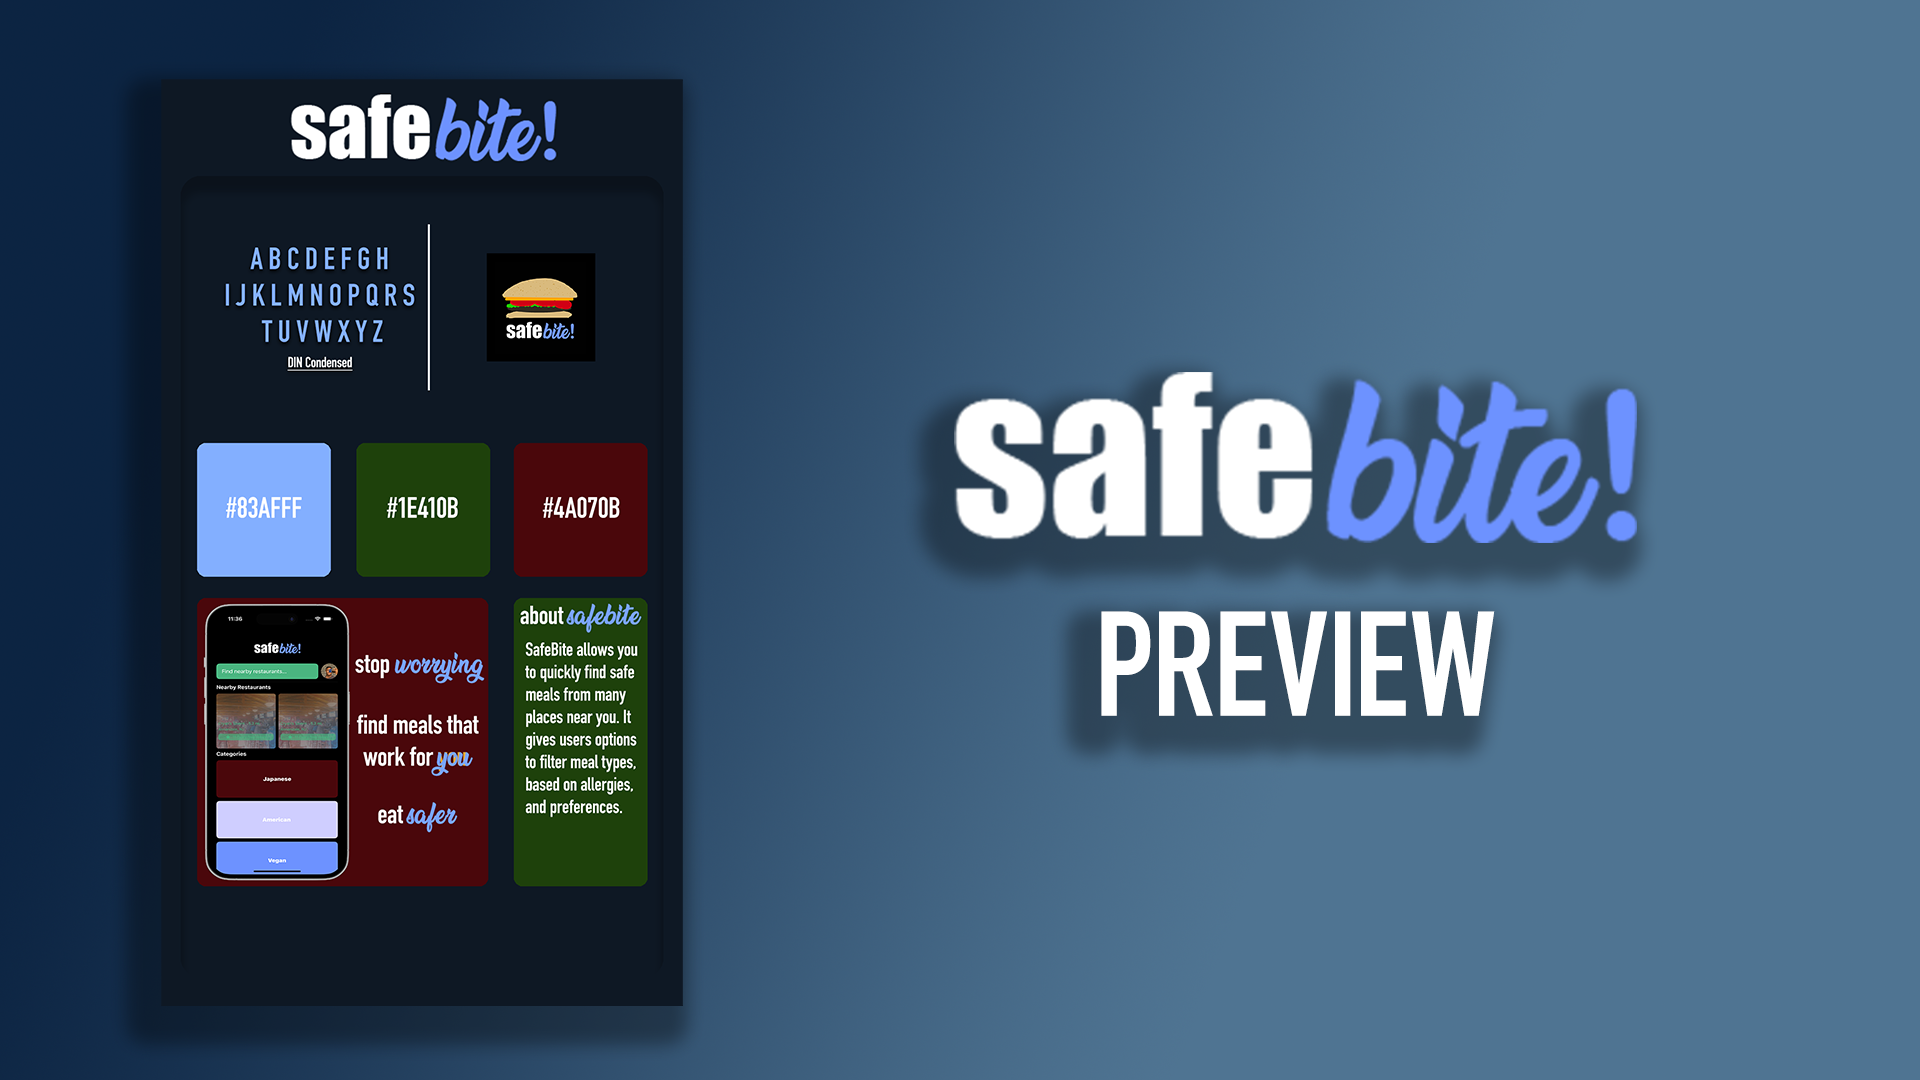 safebite!
ABCDEFGH
IJKLMNOPQRS
TUVWXYZ
DIN Condensed
safebite!
#83AFFF
#1E410B
#4A070B
11:36
safebite!
Find nearby restaurants...
Nearby Restaurants
Categories
Japanese
American
Vegan
stop worrying
find meals that
work for you
eat safer
about safebite
SafeBite allows you
to quickly find safe
meals from many
places near you. It
gives users options
to filter meal types,
based on allergies,
and preferences.
safebite!
PREVIEW